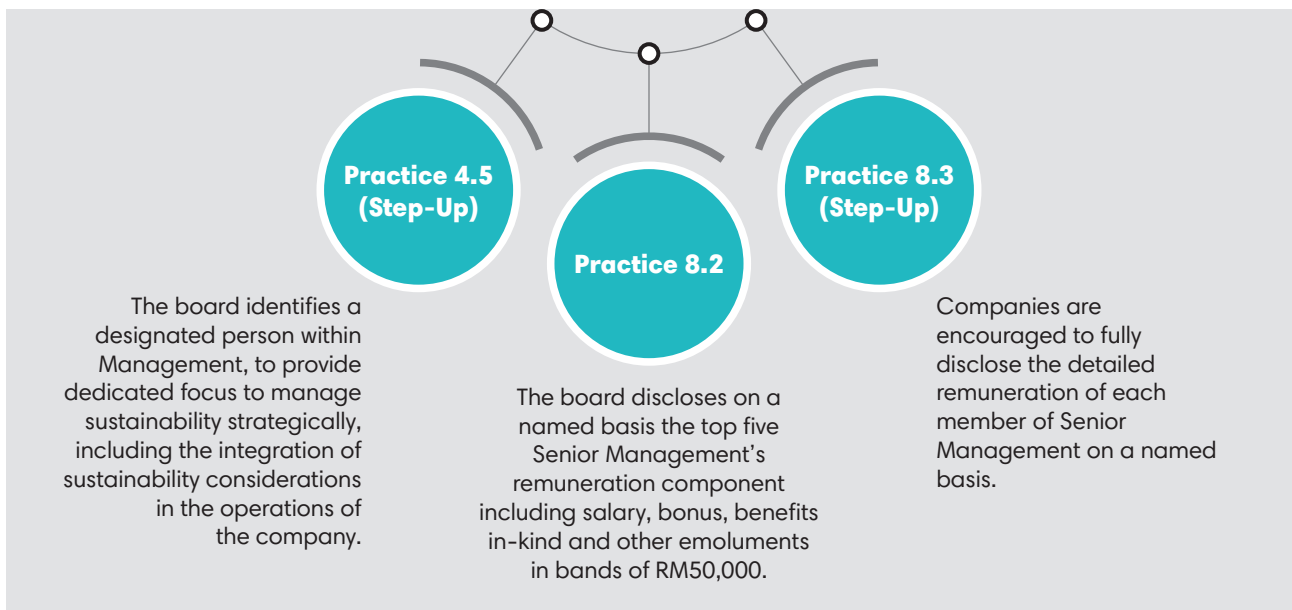 Practice 4.5
(Step-Up)
The board identifies a
designated person within
Management, to provide
dedicated focus to manage
sustainability strategically,
including the integration of
sustainability considerations
in the operations of
the company.
Practice 8.2
The board discloses on a
named basis the top five
Senior Management’s
remuneration component
including salary, bonus, benefits
in-kind and other emoluments
in bands of RM50,000.
Practice 8.3
(Step-Up)
Companies are
encouraged to fully
disclose the detailed
remuneration of each
member of Senior
Management on a named
basis.